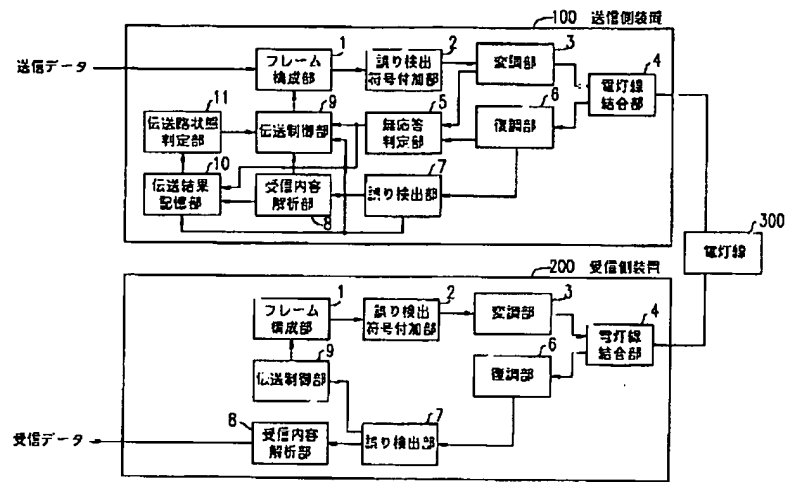 100 送信側装置
送信データ
1
フレーム
構成部
2
誤り検出
符号付加部
3
変調部
4
電灯線
結合部
11
伝送路状態
判定部
9
伝送制御部
5
無応答
判定部
6
復調部
10
伝送結果
記憶部
受信内容
解析部
8
7
誤り検出部
300
電灯線
200 受信側装置
1
フレーム
構成部
2
誤り検出
符号付加部
3
変調部
4
電灯線
結合部
9
伝送制御部
6
復調部
受信データ
8
受信内容
解析部
7
誤り検出部